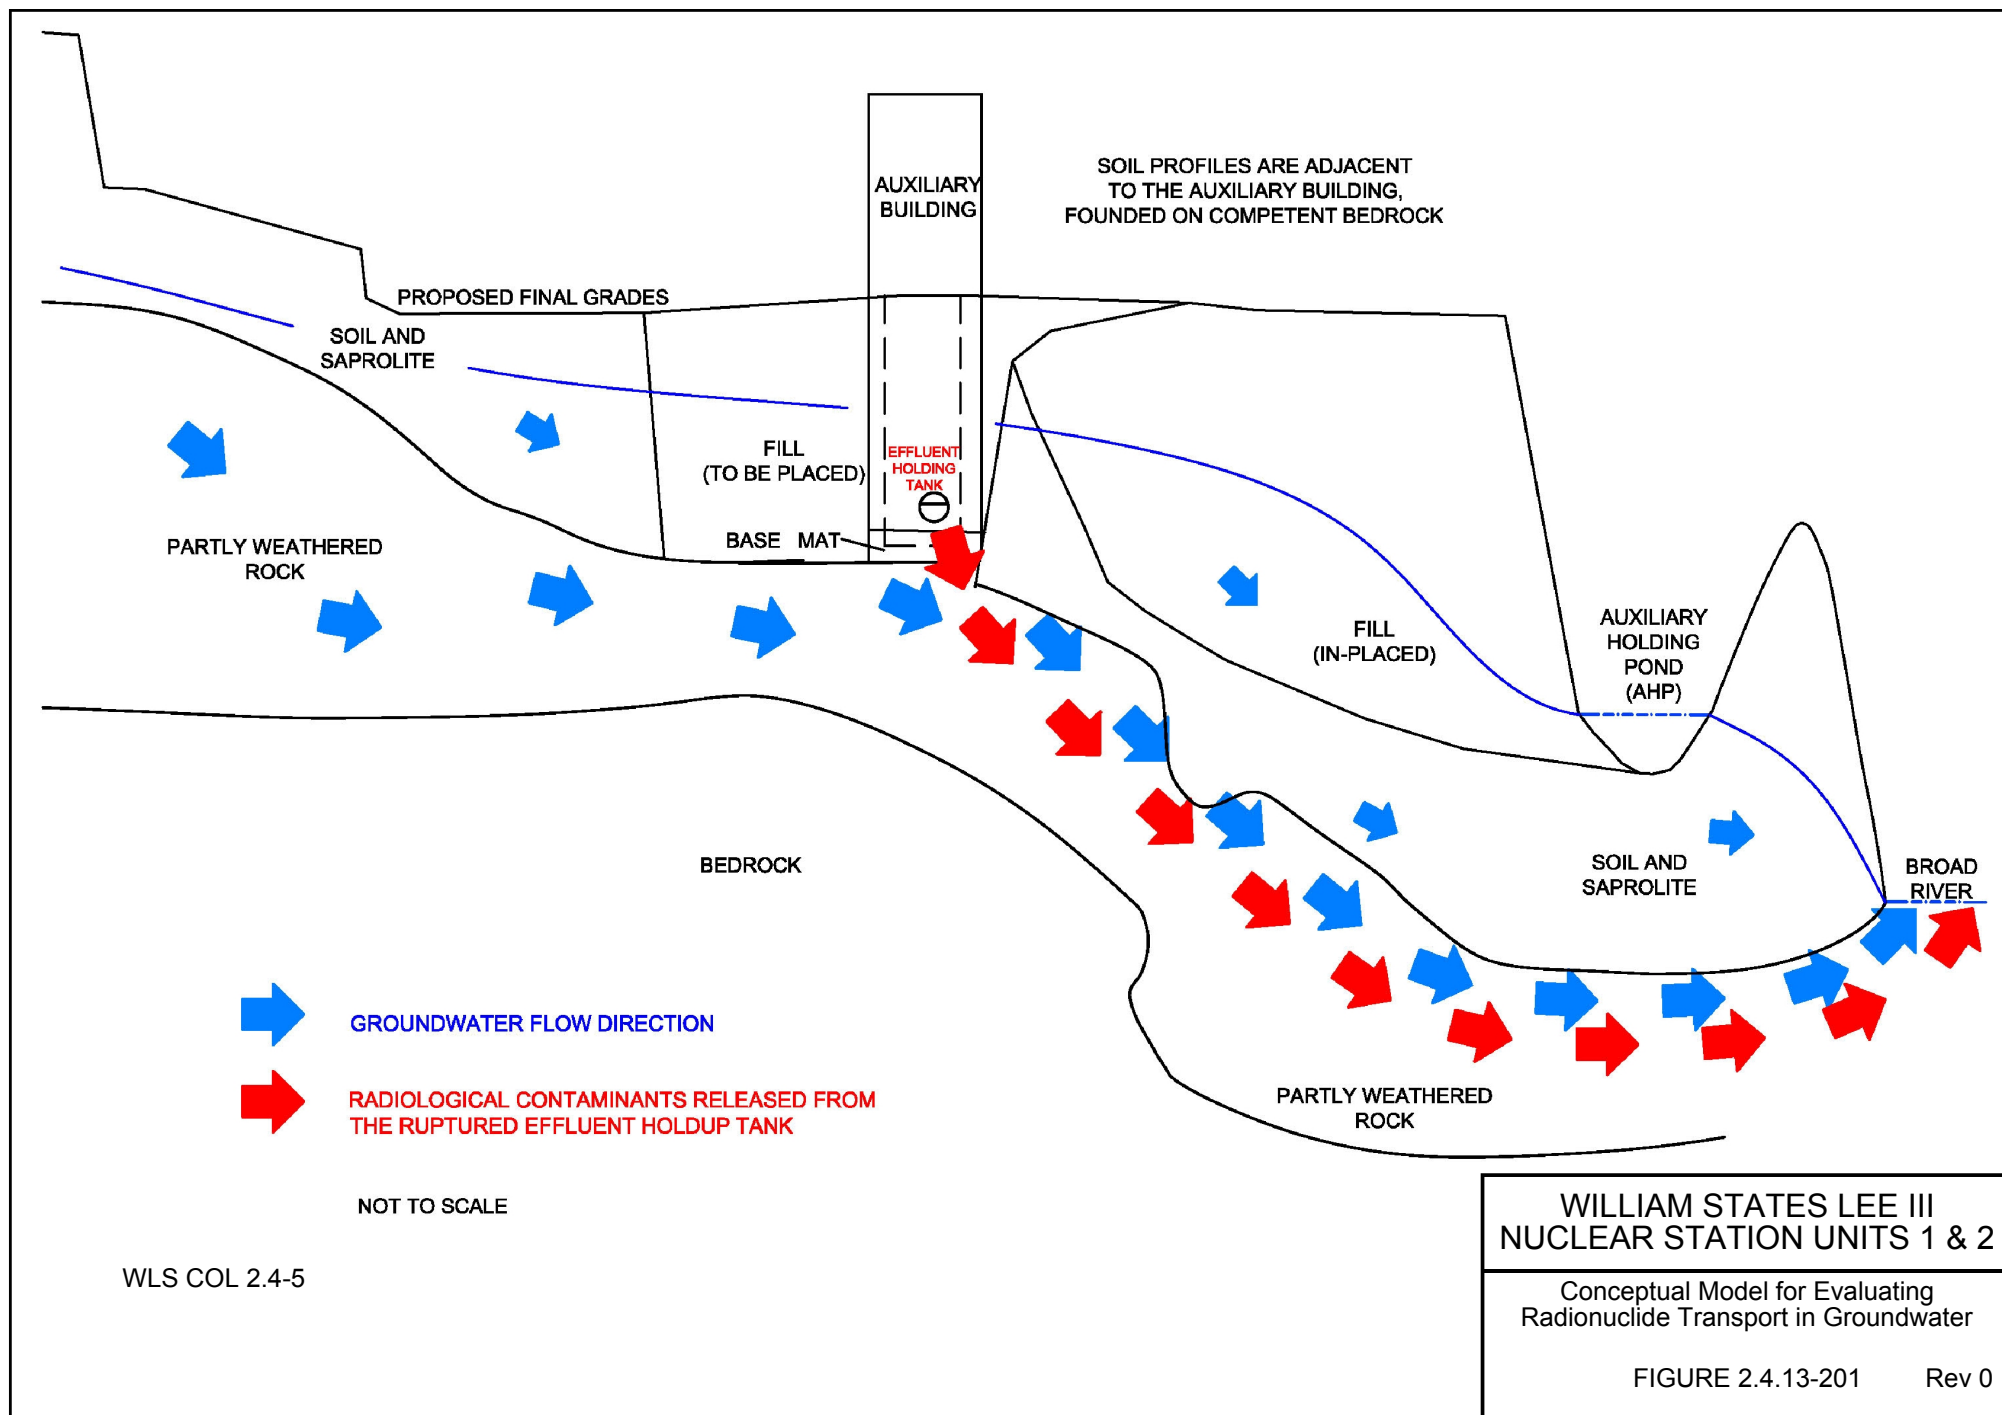 AUXILIARY
BUILDING
SOIL PROFILES ARE ADJACENT
TO THE AUXILIARY BUILDING,
FOUNDED ON COMPETENT BEDROCK
PROPOSED FINAL GRADES
SOIL AND
SAPROLITE
FILL
(TO BE PLACED)
EFFLUENT
HOLDING
TANK
BASE MAT
PARTLY WEATHERED
ROCK
FILL
(IN-PLACED)
AUXILIARY
HOLDING
POND
(AHP)
BEDROCK
SOIL AND
SAPROLITE
BROAD
RIVER
GROUNDWATER FLOW DIRECTION
RADIOLOGICAL CONTAMINANTS RELEASED FROM
THE RUPTURED EFFLUENT HOLDUP TANK
PARTLY WEATHERED
ROCK
NOT TO SCALE
WLS COL 2.4-5
WILLIAM STATES LEE III
NUCLEAR STATION UNITS 1 & 2
Conceptual Model for Evaluating
Radionuclide Transport in Groundwater
FIGURE 2.4.13-201 Rev 0